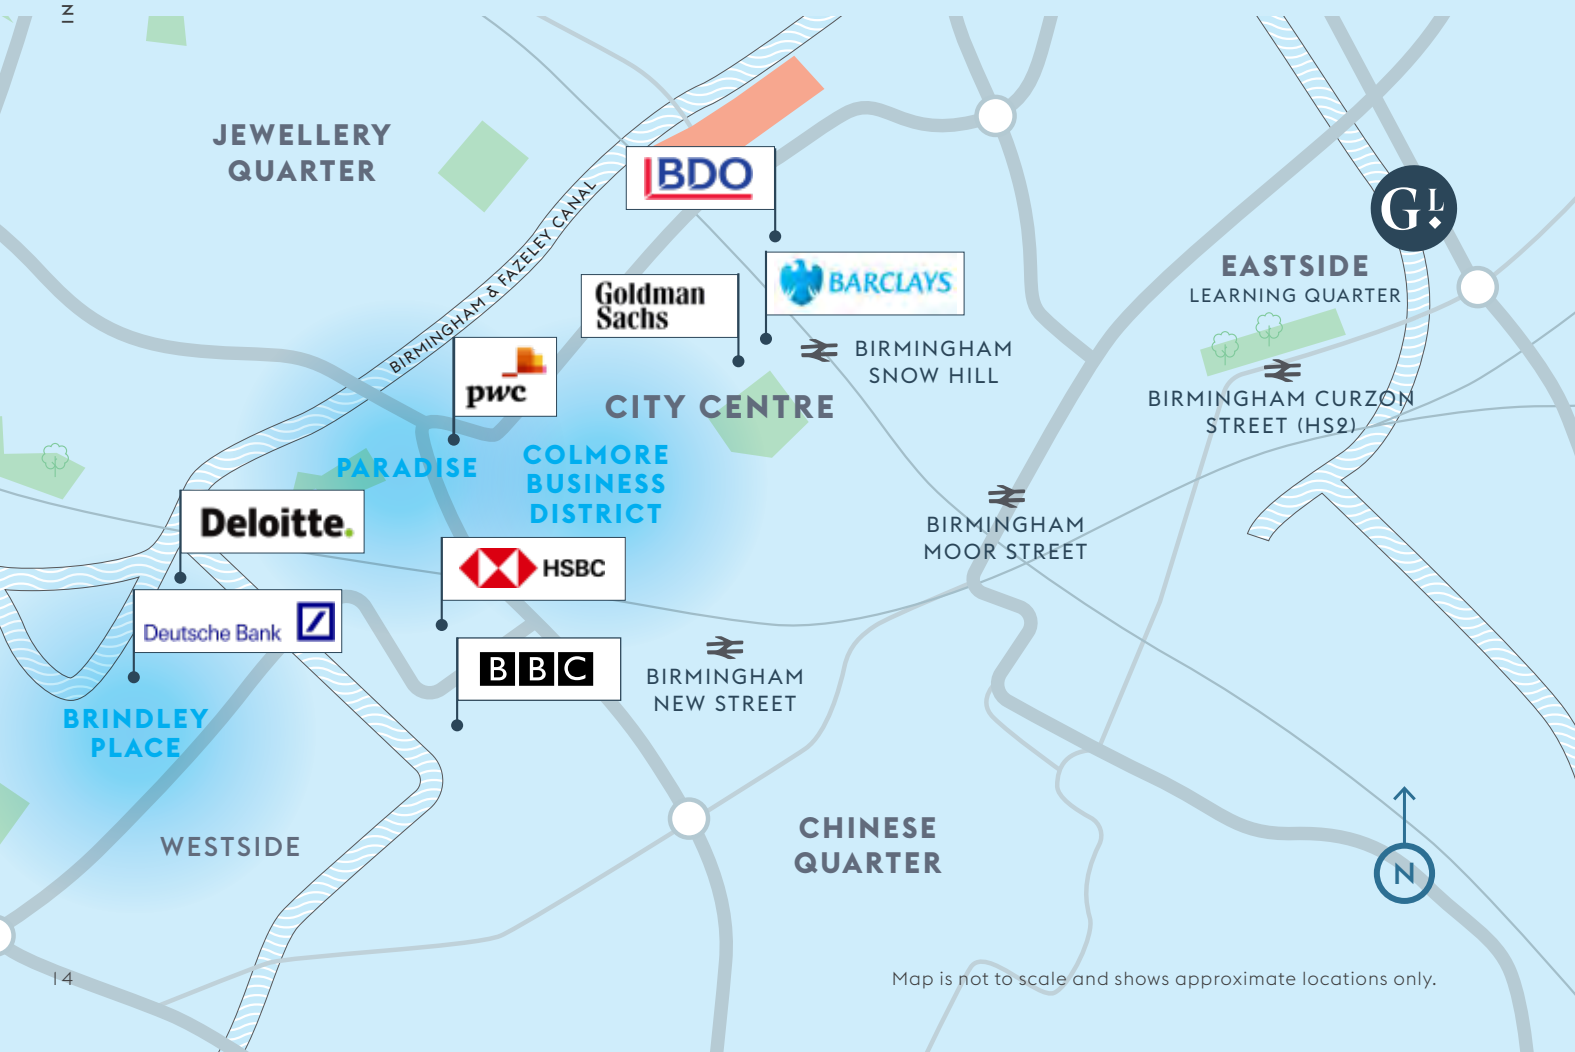 Z
I
JEWELLERY
QUARTER
BIRMINGHAM & FAZELEY CANAL
BDO
BARCLAYS
Goldman
Sachs
GL
EASTSIDE
LEARNING QUARTER
BIRMINGHAM
SNOW HILL
pwc
CITY CENTRE
BIRMINGHAM CURZON
STREET (HS2)
PARADISE
COLMORE
BUSINESS
DISTRICT
Deloitte.
BIRMINGHAM
MOOR STREET
HSBC
Deutsche Bank
BBC
BIRMINGHAM
NEW STREET
BRINDLEY
PLACE
WESTSIDE
CHINESE
QUARTER
N
14
Map is not to scale and shows approximate locations only.